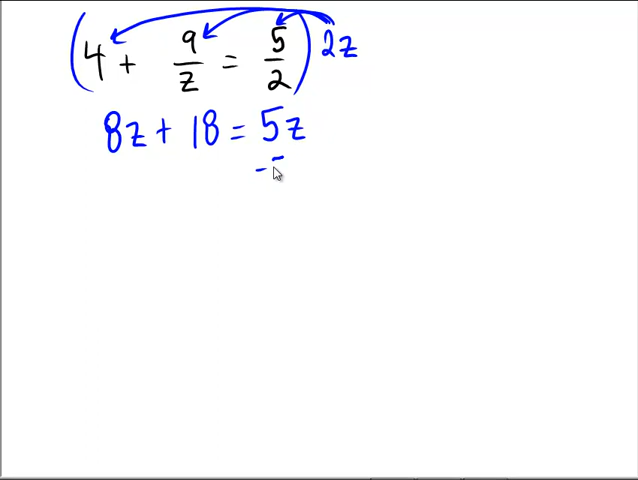 (4 + 9/z = 5/2) 2z
8z + 18 = 5z
-